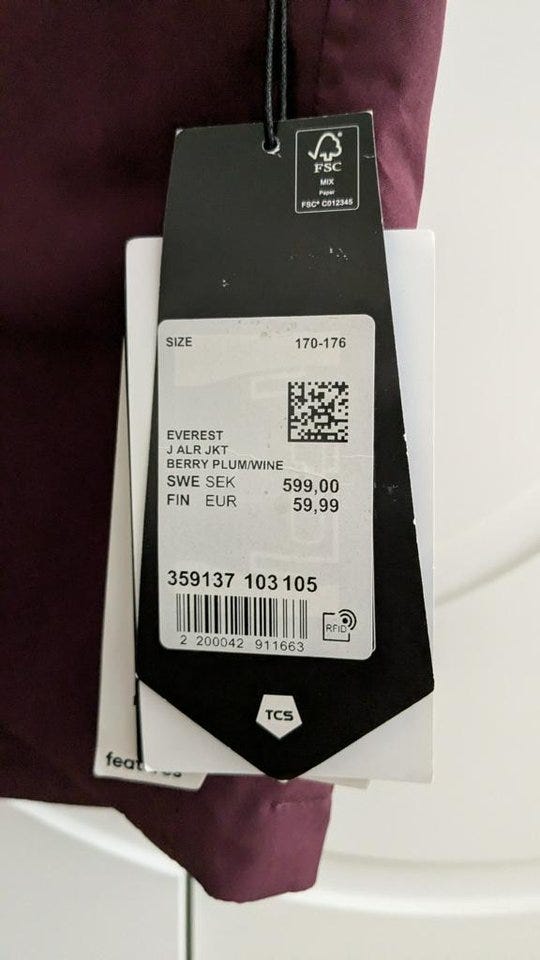 FSC
MIX
Paper
FSC® C012345
SIZE 170-176
EVEREST
J ALR JKT
BERRY PLUM/WINE
SWE SEK 599,00
FIN EUR 59,99
359137 103 105
RFID
2 200042 911663
TCS